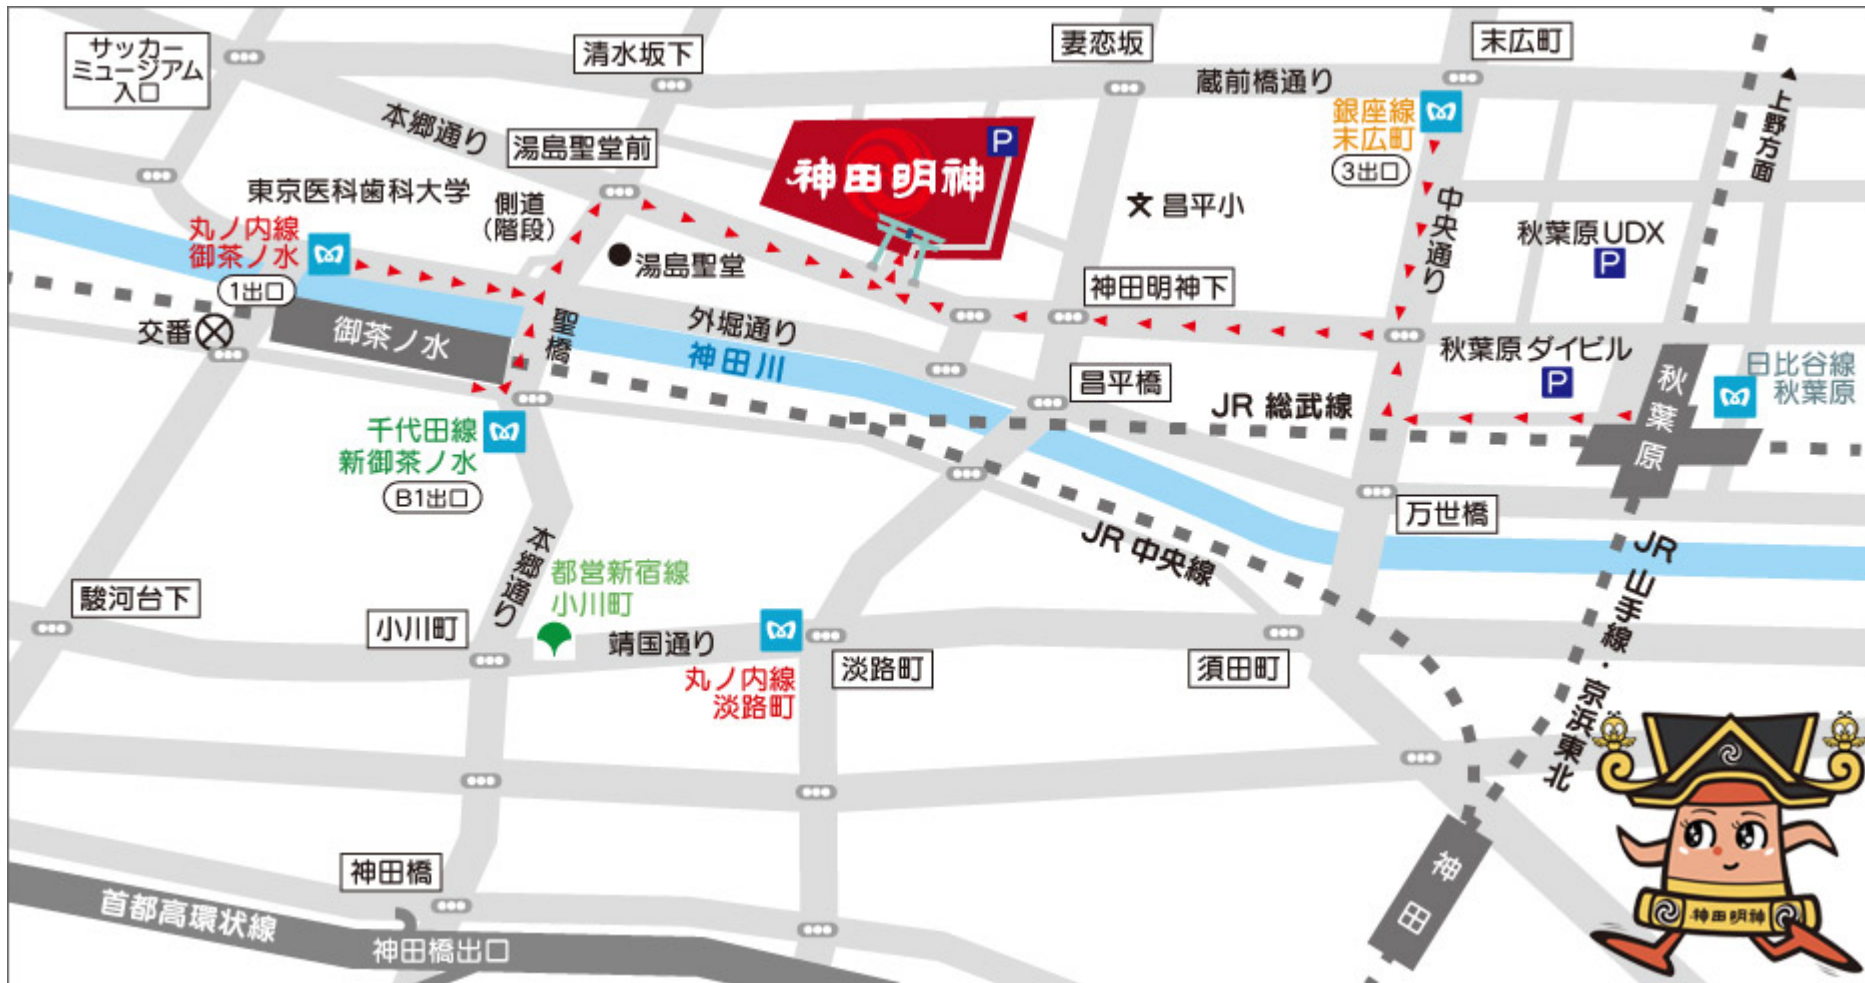 サッカー
ミュージアム
入口
清水坂下
妻恋坂
末広町
蔵前橋通り
上野方面
本郷通り
湯島聖堂前
神田明神
P
銀座線
末広町
3出口
東京医科歯科大学
側道
(階段)
文 昌平小
中央通り
秋葉原UDX
P
丸ノ内線
御茶ノ水
1出口
湯島聖堂
神田明神下
交番
御茶ノ水
聖橋
外堀通り
神田川
秋葉原ダイビル
P
秋葉原
日比谷線
秋葉原
昌平橋
JR 総武線
千代田線
新御茶ノ水
B1出口
万世橋
JR 中央線
JR 山手線・京浜東北
本郷通り
都営新宿線
小川町
駿河台下
小川町
靖国通り
丸ノ内線
淡路町
淡路町
須田町
神田橋
首都高環状線
神田橋出口
神田
神田明神